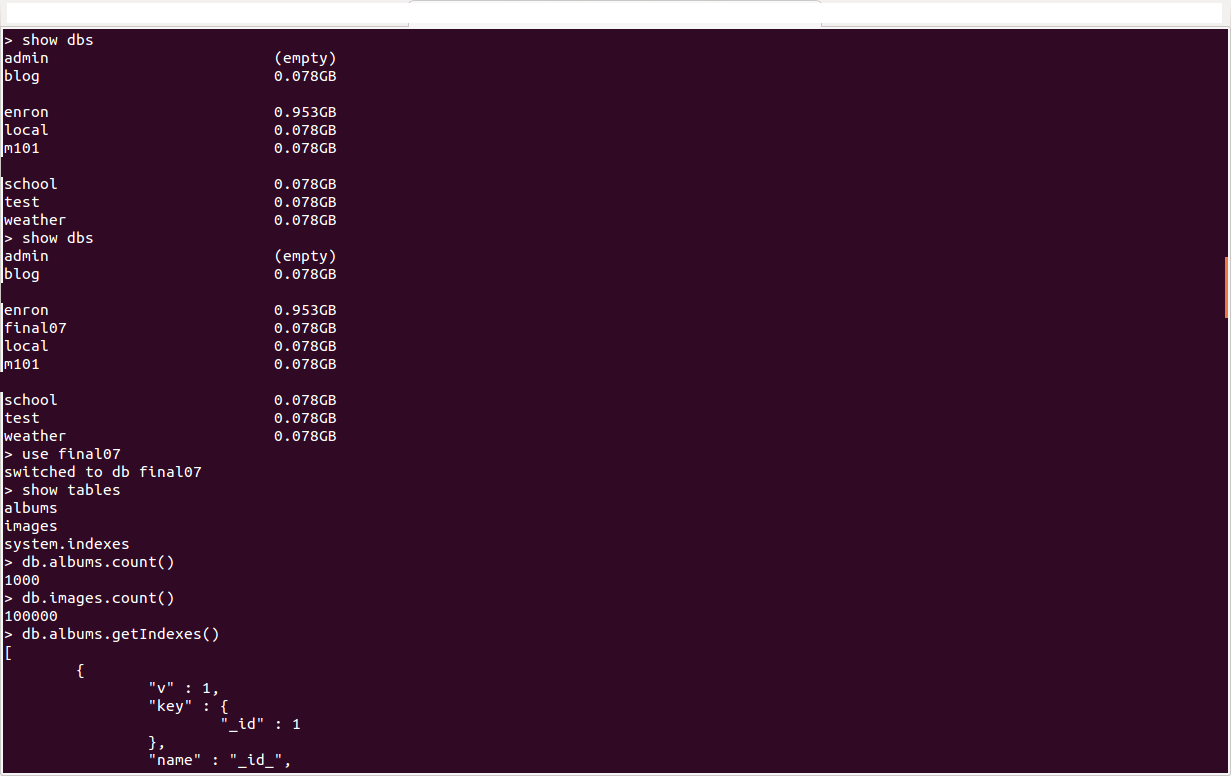 > show dbs
admin (empty)
blog 0.078GB
enron 0.953GB
local 0.078GB
m101 0.078GB
school 0.078GB
test 0.078GB
weather 0.078GB
> show dbs
admin (empty)
blog 0.078GB
enron 0.953GB
final07 0.078GB
local 0.078GB
m101 0.078GB
school 0.078GB
test 0.078GB
weather 0.078GB
> use final07
switched to db final07
> show tables
albums
images
system.indexes
> db.albums.count()
1000
> db.images.count()
100000
> db.albums.getIndexes()
[
{
"v" : 1,
"key" : {
"_id" : 1
},
"name" : "_id_",